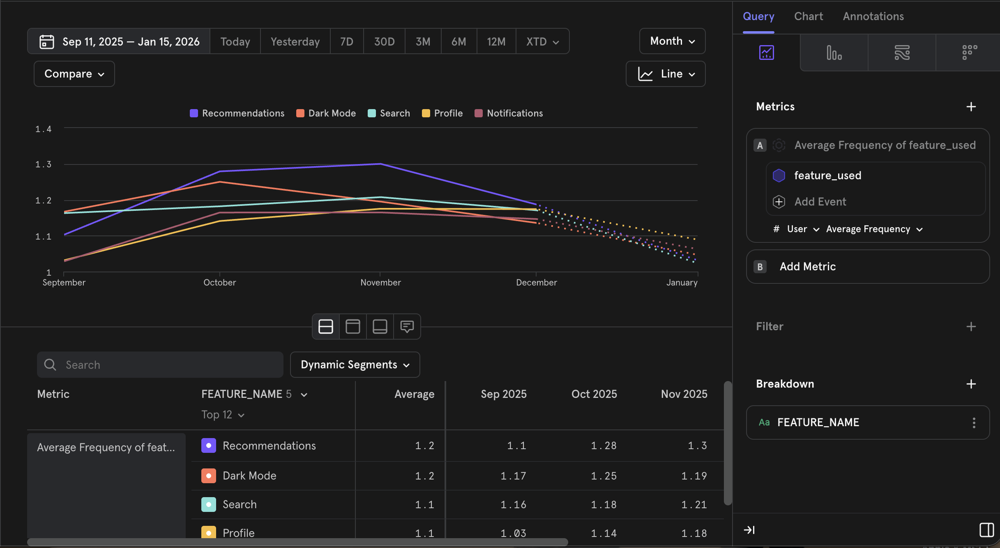 Query Chart Annotations
Sep 11, 2025 – Jan 15, 2026 Today Yesterday 7D 30D 3M 6M 12M XTD Month
Compare Line
Recommendations Dark Mode Search Profile Notifications
1.4
1.3
1.2
1.1
1
September October November December January
Metrics
A Average Frequency of feature_used
feature_used
Add Event
# User Average Frequency
B Add Metric
Filter
Breakdown
Aa FEATURE_NAME
Search Dynamic Segments
Metric FEATURE_NAME 5 Average Sep 2025 Oct 2025 Nov 2025
Top 12
Average Frequency of feat... Recommendations 1.2 1.1 1.28 1.3
Dark Mode 1.2 1.17 1.25 1.19
Search 1.1 1.16 1.18 1.21
Profile 1.1 1.03 1.14 1.18